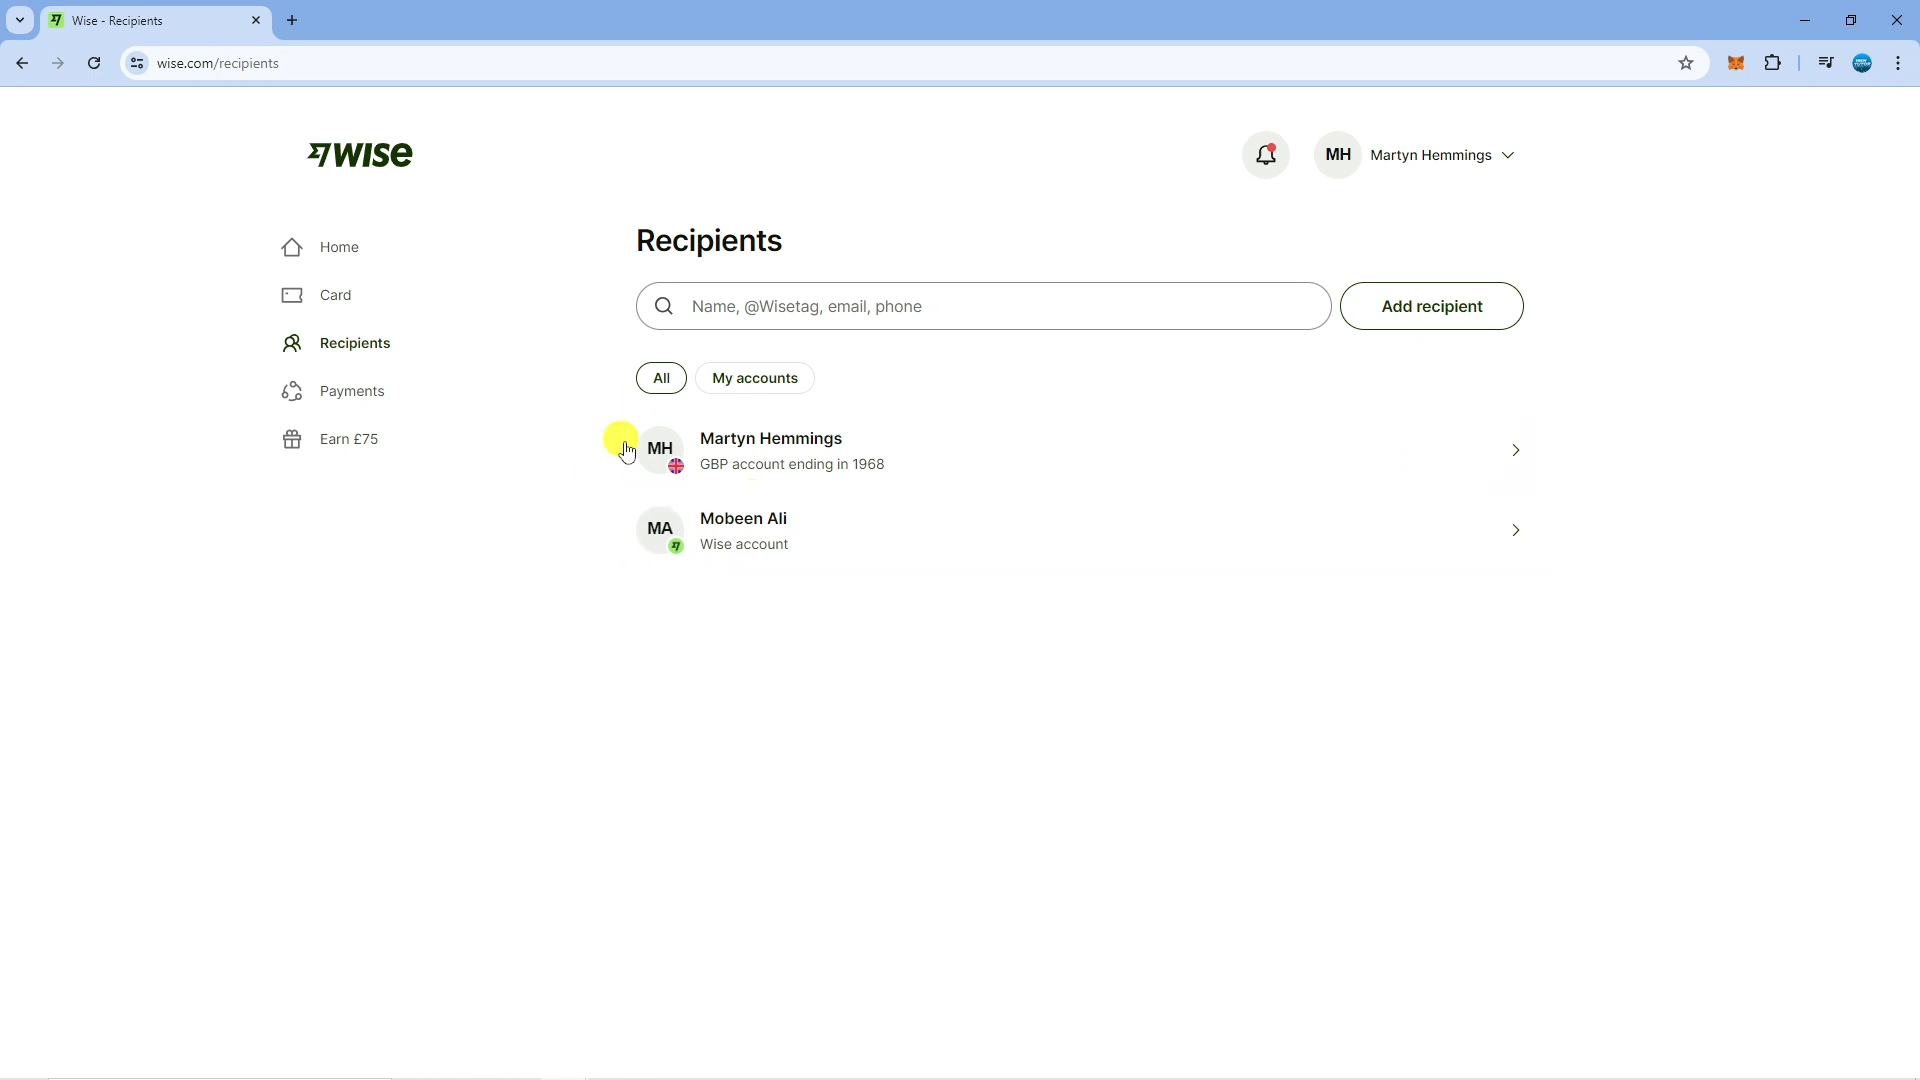 Wise - Recipients
wise.com/recipients
WISE
MH Martyn Hemmings
Home
Card
Recipients
Payments
Earn £75
Recipients
Name, @Wisetag, email, phone
Add recipient
All
My accounts
MH
Martyn Hemmings
GBP account ending in 1968
MA
Mobeen Ali
Wise account